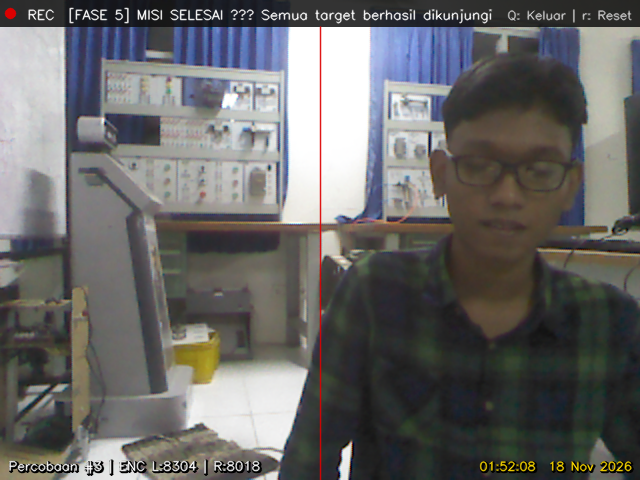 REC [FASE 5] MISI SELESAI ??? Semua target berhasil dikunjungi Q: Keluar | r: Reset
Percobaan #3 | ENC L:8304 | R:8018
01:52:08 18 Nov 2026